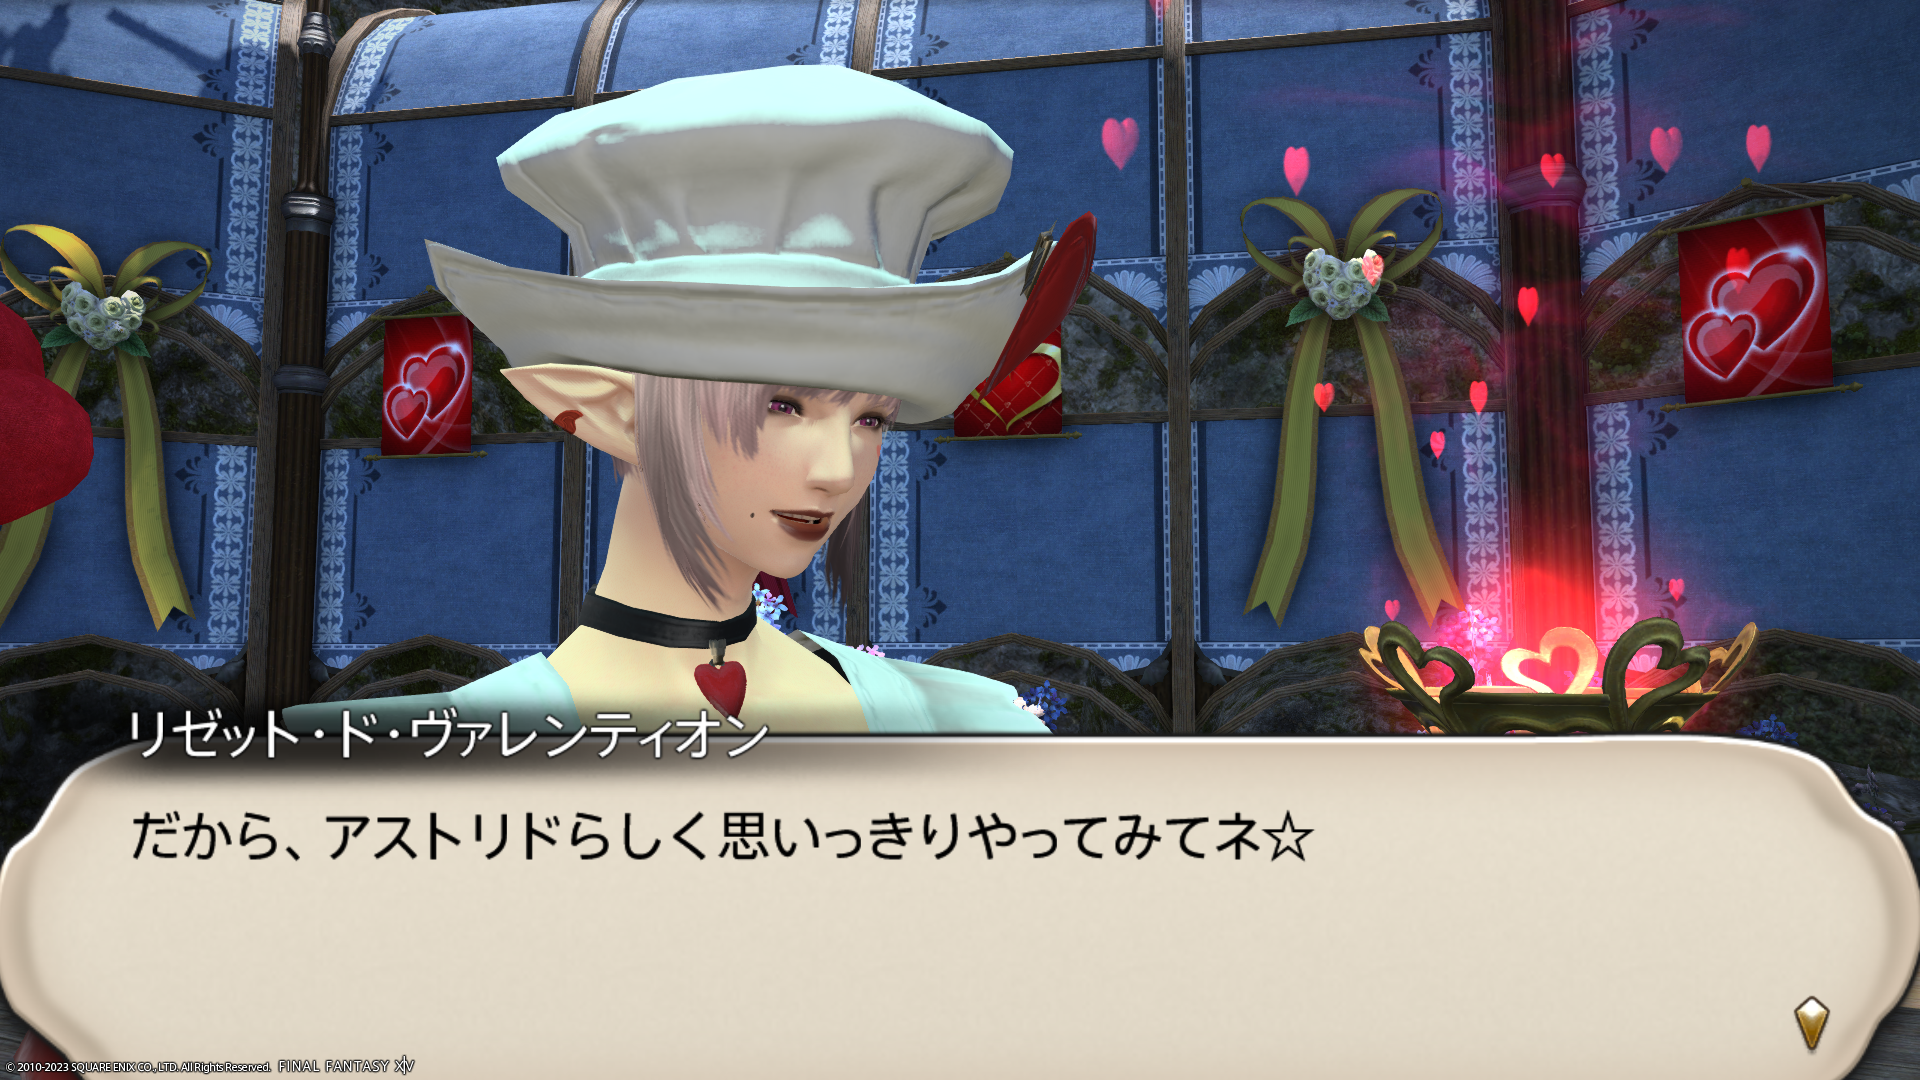 リゼット・ド・ヴァレンティオン
だから、アストリドらしく思いっきりやってみてネ☆
© 2010-2023 SQUARE ENIX CO., LTD. All Rights Reserved. FINAL FANTASY XIV